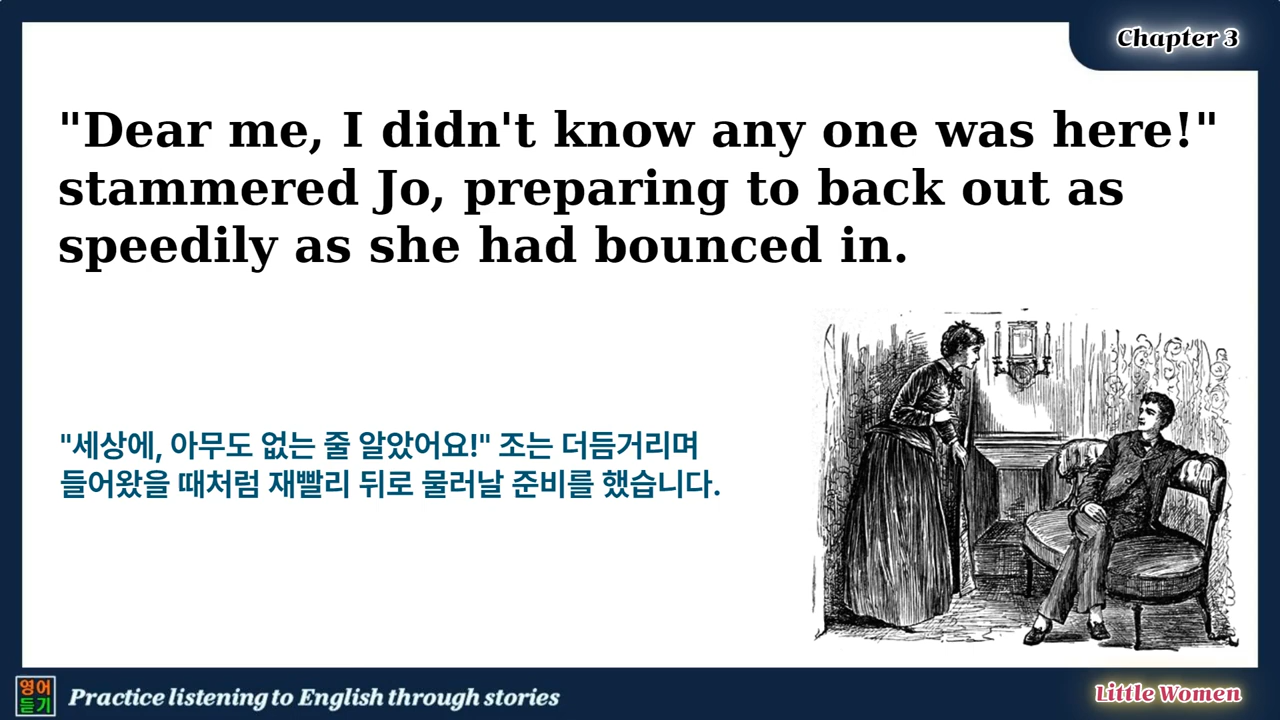 Chapter 3
"Dear me, I didn't know any one was here!"
stammered Jo, preparing to back out as
speedily as she had bounced in.
"세상에, 아무도 없는 줄 알았어요!" 조는 더듬거리며
들어왔을 때처럼 재빨리 뒤로 물러날 준비를 했습니다.
영어
듣기
Practice listening to English through stories
Little Women